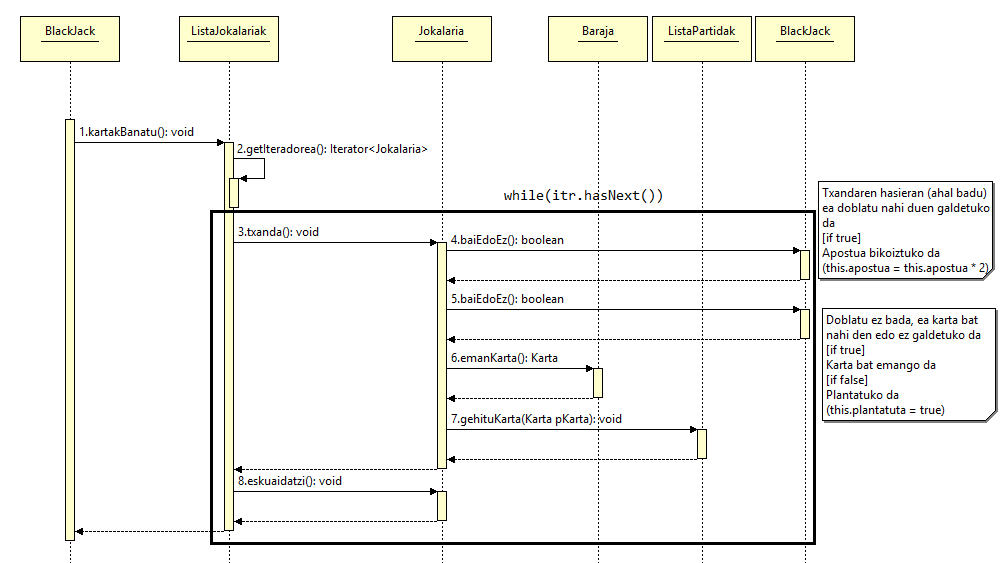 BlackJack
ListaJokalariak
Jokalaria
Baraja
ListaPartidak
BlackJack
1.kartakBanatu(): void
2.getIteradorea(): Iterator<Jokalaria>
while(itr.hasNext())
Txandaren hasieran (ahal badu)
ea doblatu nahi duen galdetuko
da
[if true]
Apostua bikoiztuko da
(this.apostua = this.apostua * 2)
3.txanda(): void
4.baiEdoEz(): boolean
5.baiEdoEz(): boolean
Doblatu ez bada, ea karta bat
nahi den edo ez galdetuko da
[if true]
Karta bat emango da
[if false]
Plantatuko da
(this.plantatuta = true)
6.emanKarta(): Karta
7.gehituKarta(Karta pKarta): void
8.eskuaidatzi(): void